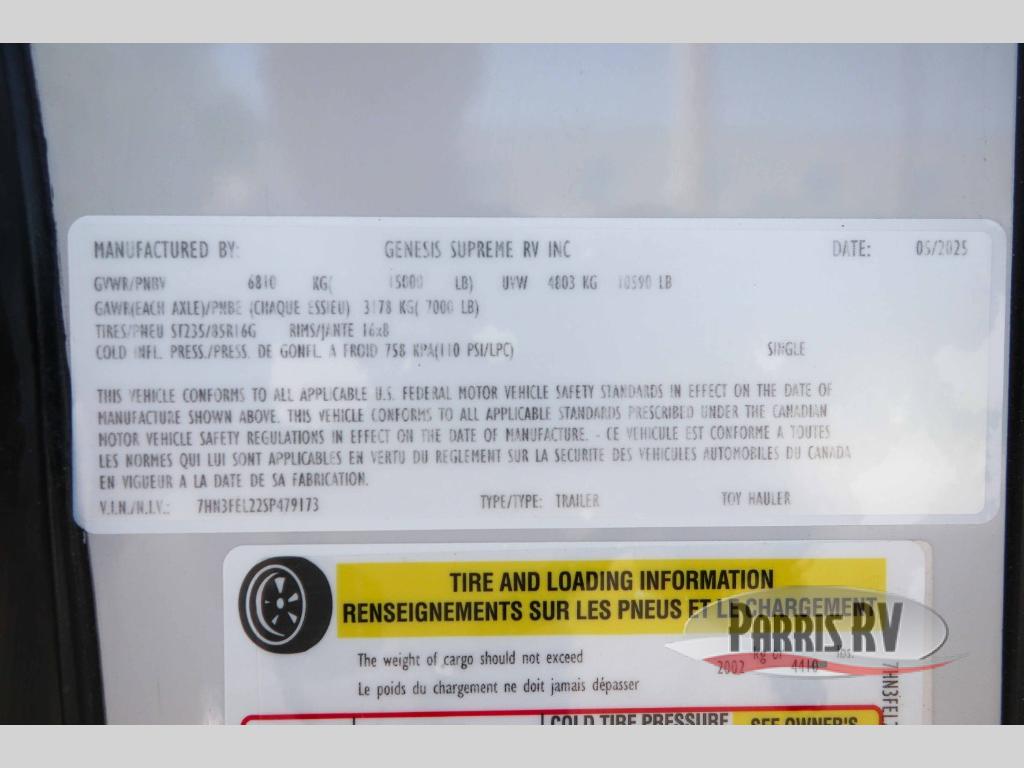 MANUFACTURED BY: GENESIS SUPREME RV INC DATE: 05/2025
GVWR/PNBV 6810 KG( 15000 LB) UVW 4803 KG 10590 LB
GAWR(EACH AXLE)/PNBE (CHAQUE ESSIEU) 3178 KG( 7000 LB)
TIRES/PNEU ST235/85R16G RIMS/JANTE 16x8
COLD INFL. PRESS./PRESS. DE GONFL. A FROID 758 KPA(110 PSI/LPC) SINGLE
THIS VEHICLE CONFORMS TO ALL APPLICABLE U.S. FEDERAL MOTOR VEHICLE SAFETY STANDARDS IN EFFECT ON THE DATE OF
MANUFACTURE SHOWN ABOVE. THIS VEHICLE CONFORMS TO ALL APPLICABLE STANDARDS PRESCRIBED UNDER THE CANADIAN
MOTOR VEHICLE SAFETY REGULATIONS IN EFFECT ON THE DATE OF MANUFACTURE. - CE VEHICULE EST CONFORME A TOUTES
LES NORMES QUI LUI SONT APPLICABLES EN VERTU DU REGLEMENT SUR LA SECURITE DES VEHICULES AUTOMOBILES DU CANADA
EN VIGUEUR A LA DATE DE SA FABRICATION.
V.I.N./N.I.V.: 7HN3FEL22SP479173 TYPE/TYPE: TRAILER TOY HAULER
TIRE AND LOADING INFORMATION
RENSEIGNEMENTS SUR LES PNEUS ET LE CHARGEMENT
PARRIS RV
The weight of cargo should not exceed
2002 kg or 4410 lbs.
Le poids du chargement ne doit jamais dépasser
COLD TIRE PRESSURE SEE OWNER'S
7HN3FEL